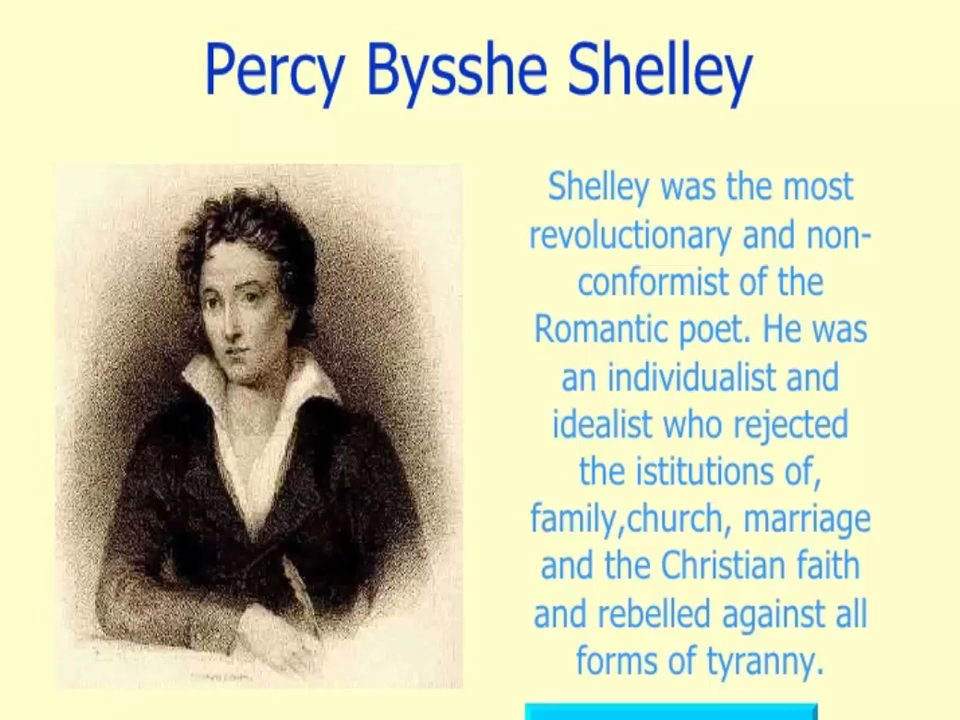 Percy Bysshe Shelley
Shelley was the most
revoluctionary and non-
conformist of the
Romantic poet. He was
an individualist and
idealist who rejected
the istitutions of,
family,church, marriage
and the Christian faith
and rebelled against all
forms of tyranny.